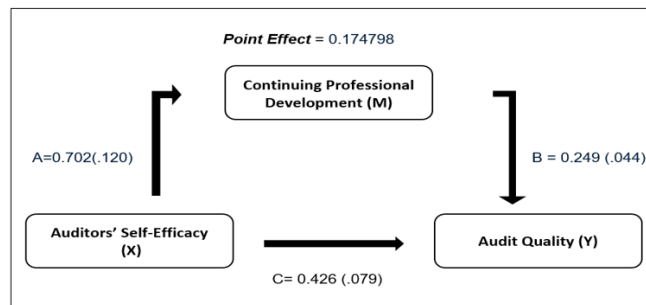 Point Effect = 0.174798
Continuing Professional
Development (M)
A=0.702(.120)
B = 0.249 (.044)
Auditors' Self-Efficacy
(X)
Audit Quality (Y)
C= 0.426 (.079)